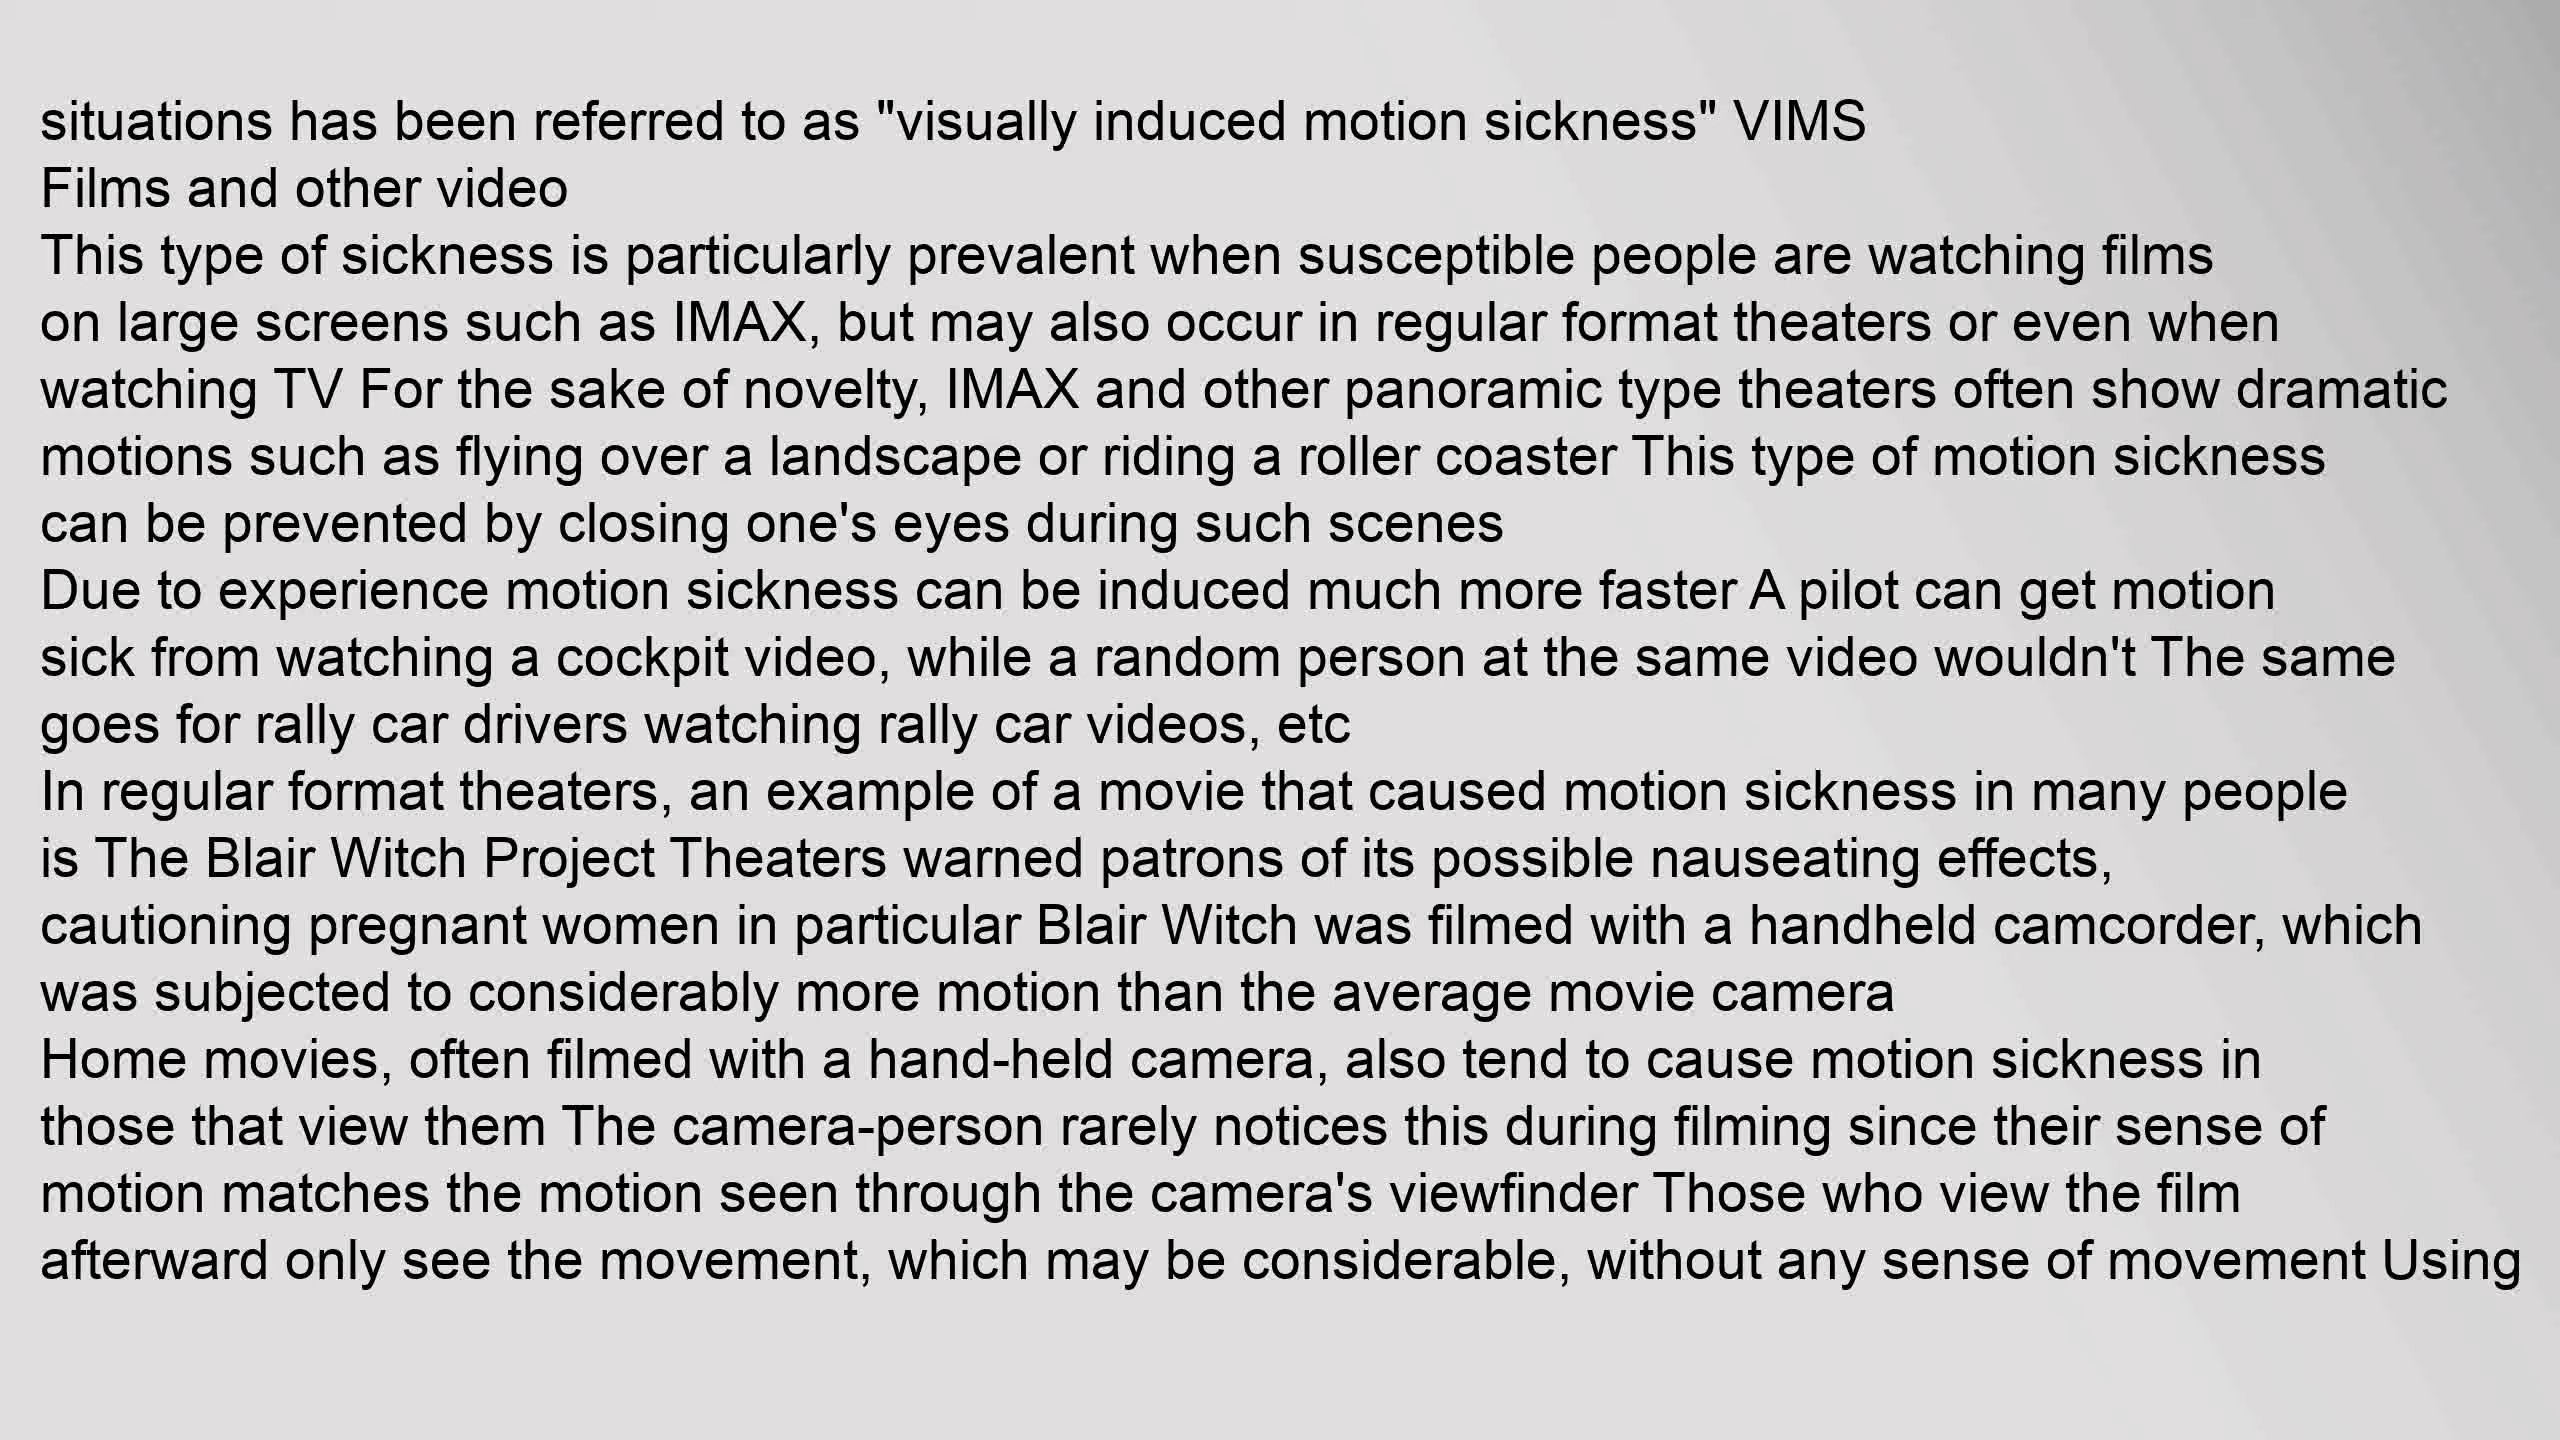 situations has been referred to as "visually induced motion sickness" VIMS
Films and other video
This type of sickness is particularly prevalent when susceptible people are watching films
on large screens such as IMAX, but may also occur in regular format theaters or even when
watching TV For the sake of novelty, IMAX and other panoramic type theaters often show dramatic
motions such as flying over a landscape or riding a roller coaster This type of motion sickness
can be prevented by closing one's eyes during such scenes
Due to experience motion sickness can be induced much more faster A pilot can get motion
sick from watching a cockpit video, while a random person at the same video wouldn't The same
goes for rally car drivers watching rally car videos, etc
In regular format theaters, an example of a movie that caused motion sickness in many people
is The Blair Witch Project Theaters warned patrons of its possible nauseating effects,
cautioning pregnant women in particular Blair Witch was filmed with a handheld camcorder, which
was subjected to considerably more motion than the average movie camera
Home movies, often filmed with a hand-held camera, also tend to cause motion sickness in
those that view them The camera-person rarely notices this during filming since their sense of
motion matches the motion seen through the camera's viewfinder Those who view the film
afterward only see the movement, which may be considerable, without any sense of movement Using